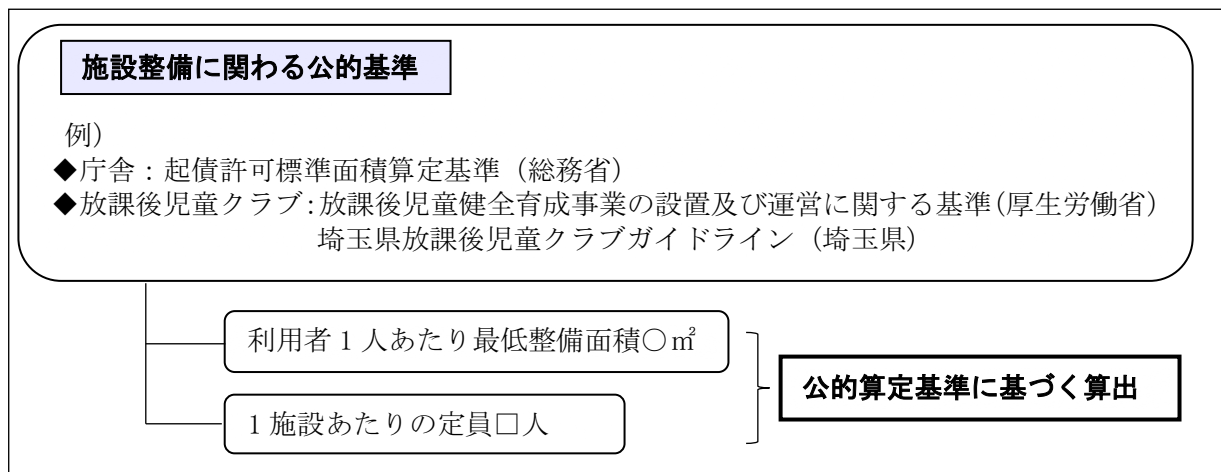 施設整備に関わる公的基準
例）
◆庁舎：起債許可標準面積算定基準（総務省）
◆放課後児童クラブ：放課後児童健全育成事業の設置及び運営に関する基準(厚生労働省)
埼玉県放課後児童クラブガイドライン（埼玉県）
利用者１人あたり最低整備面積○㎡
公的算定基準に基づく算出
１施設あたりの定員□人